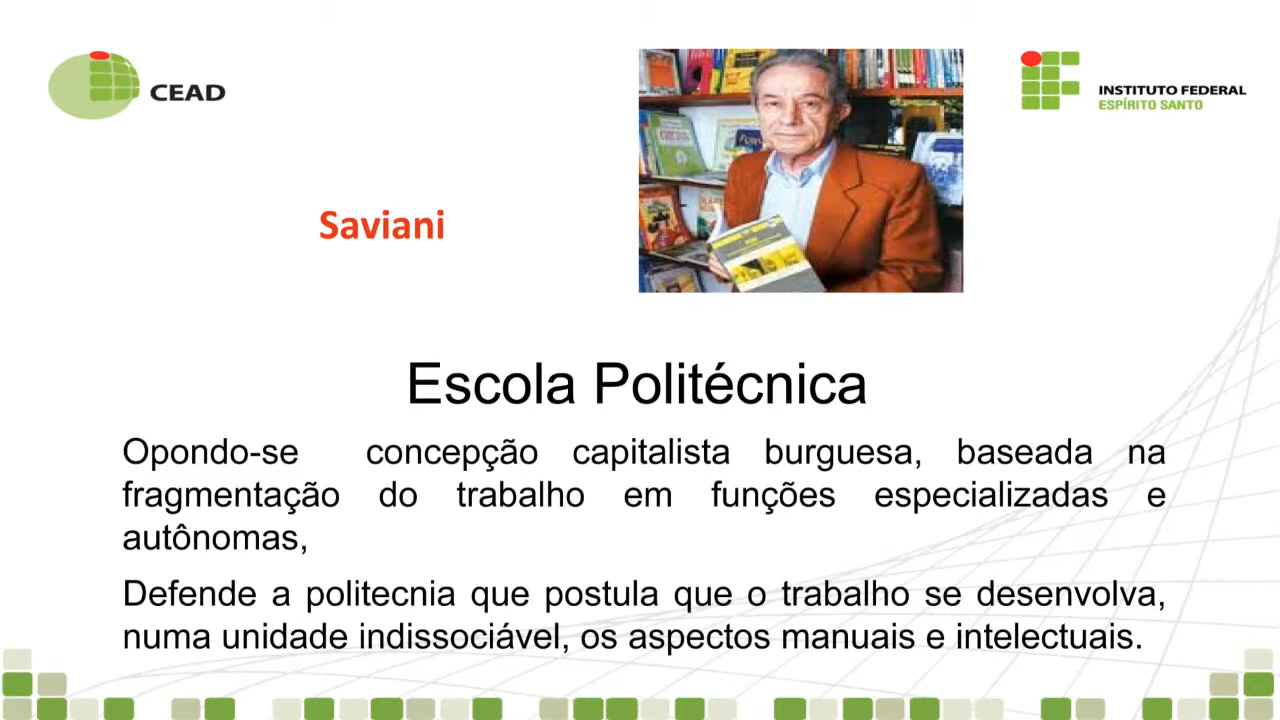 CEAD
INSTITUTO FEDERAL
ESPÍRITO SANTO
Saviani
Escola Politécnica
Opondo-se concepção capitalista burguesa, baseada na
fragmentação do trabalho em funções especializadas e
autônomas,
Defende a politecnia que postula que o trabalho se desenvolva,
numa unidade indissociável, os aspectos manuais e intelectuais.